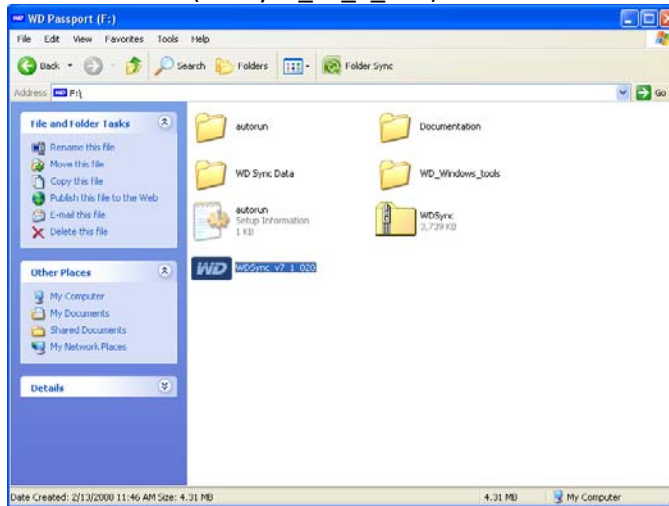 WD Passport (F:)
File Edit View Favorites Tools Help
Back Search Folders Folder Sync
Address F:\ Go
File and Folder Tasks
Rename this file
Move this file
Copy this file
Publish this file to the Web
E-mail this file
Delete this file
Other Places
My Computer
My Documents
Shared Documents
My Network Places
Details
autorun
Documentation
WD Sync Data
WD_Windows_tools
autorun
Setup Information
1 KB
WDSync
3,739 KB
WD
WDSync v7 1 020
Date Created: 2/13/2008 11:46 AM Size: 4.31 MB 4.31 MB My Computer